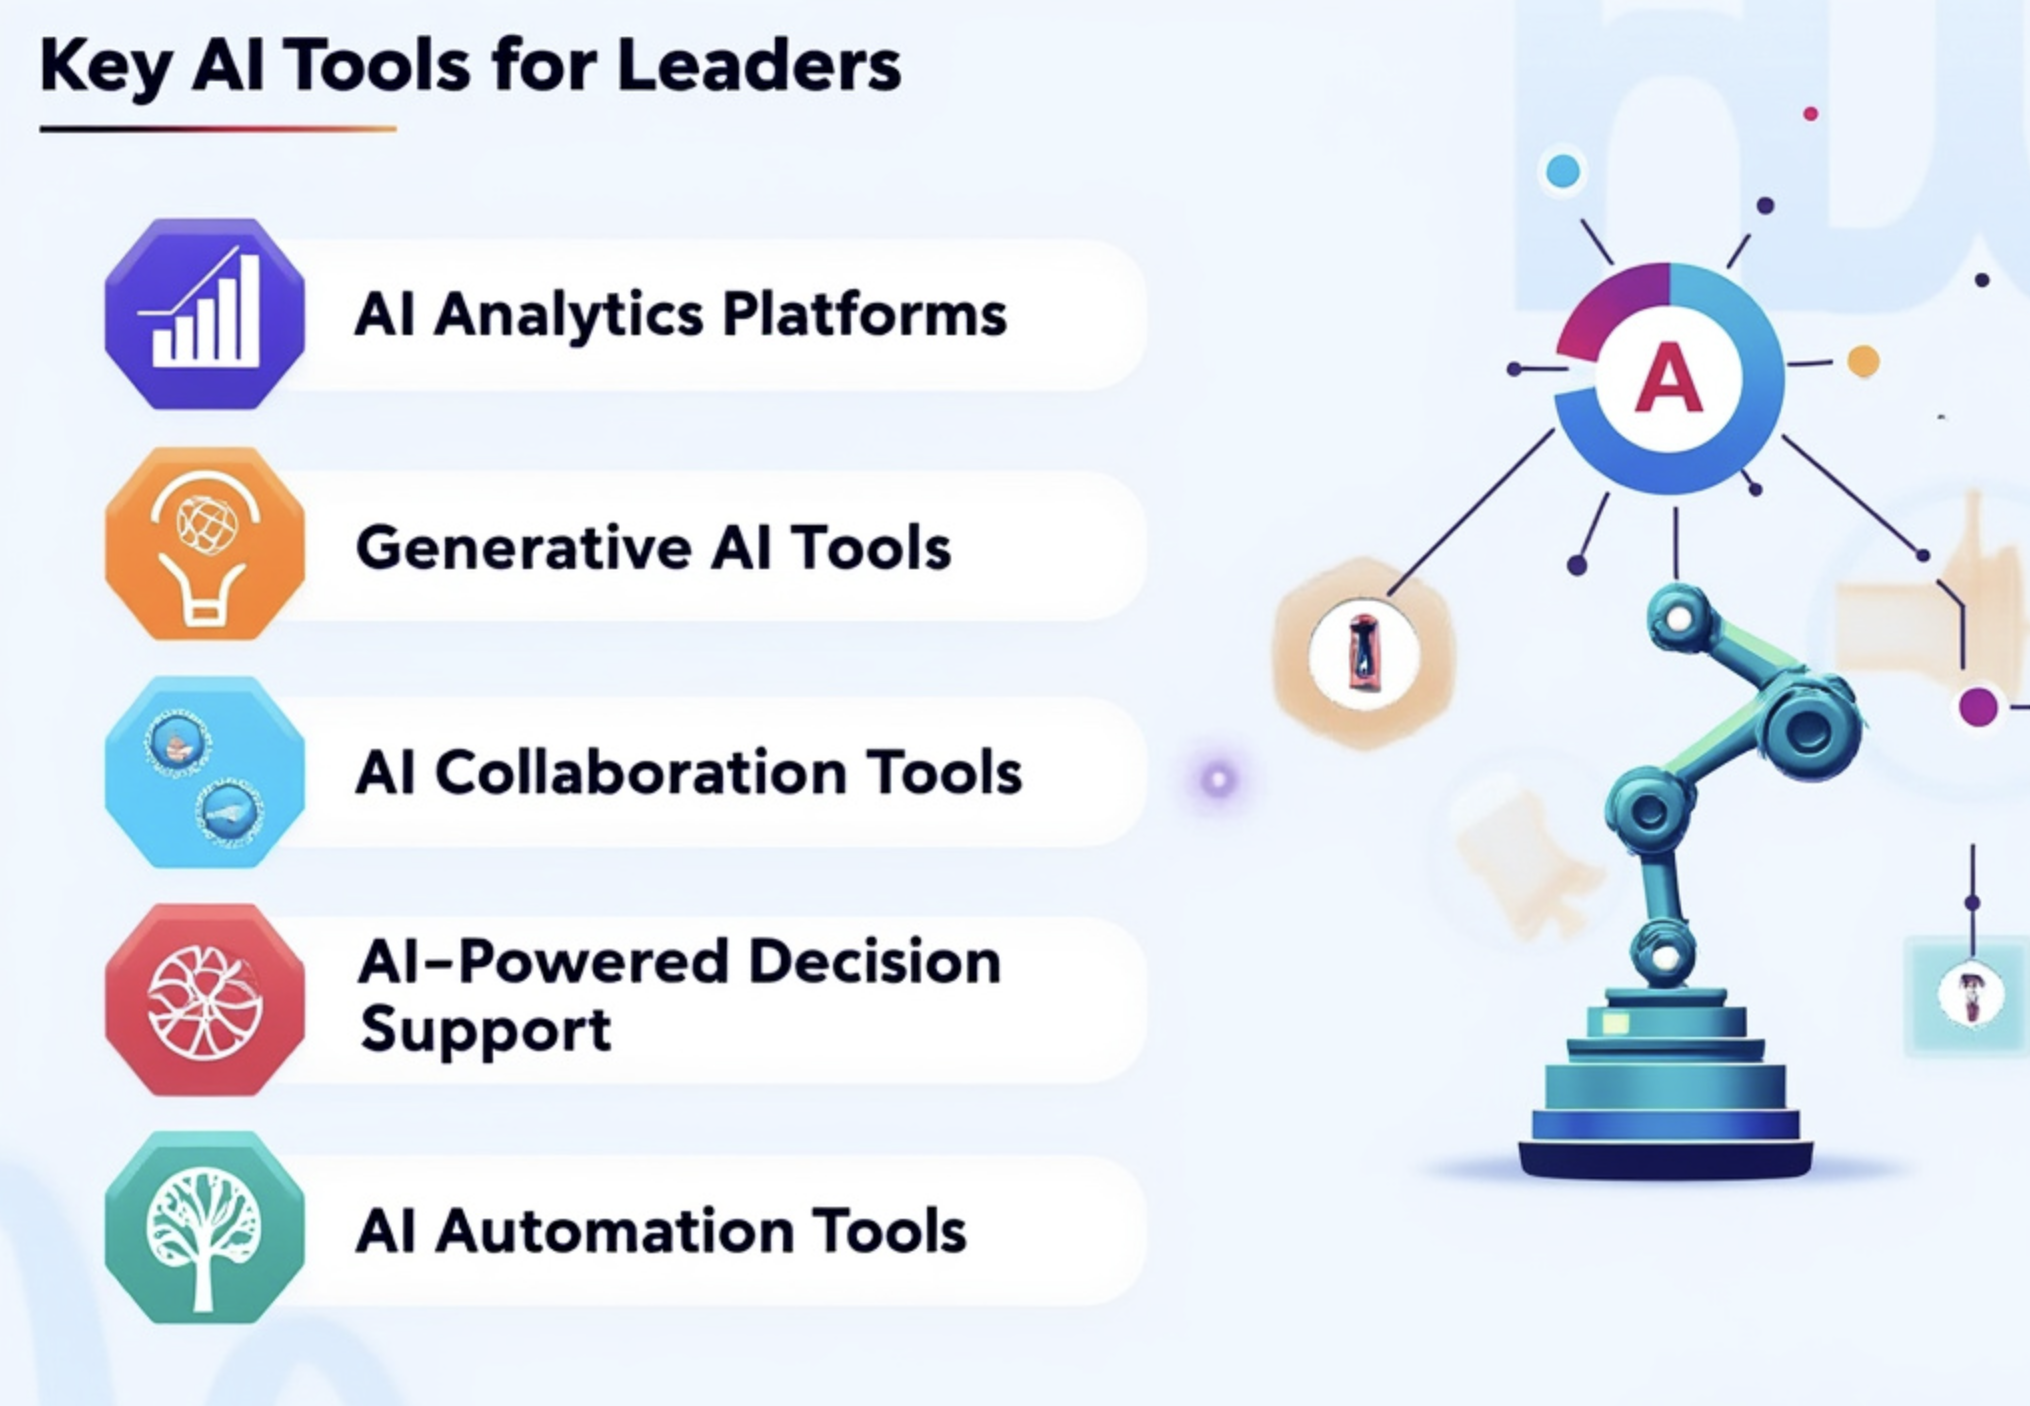 Key AI Tools for Leaders
AI Analytics Platforms
Generative AI Tools
AI Collaboration Tools
AI-Powered Decision
Support
AI Automation Tools
A